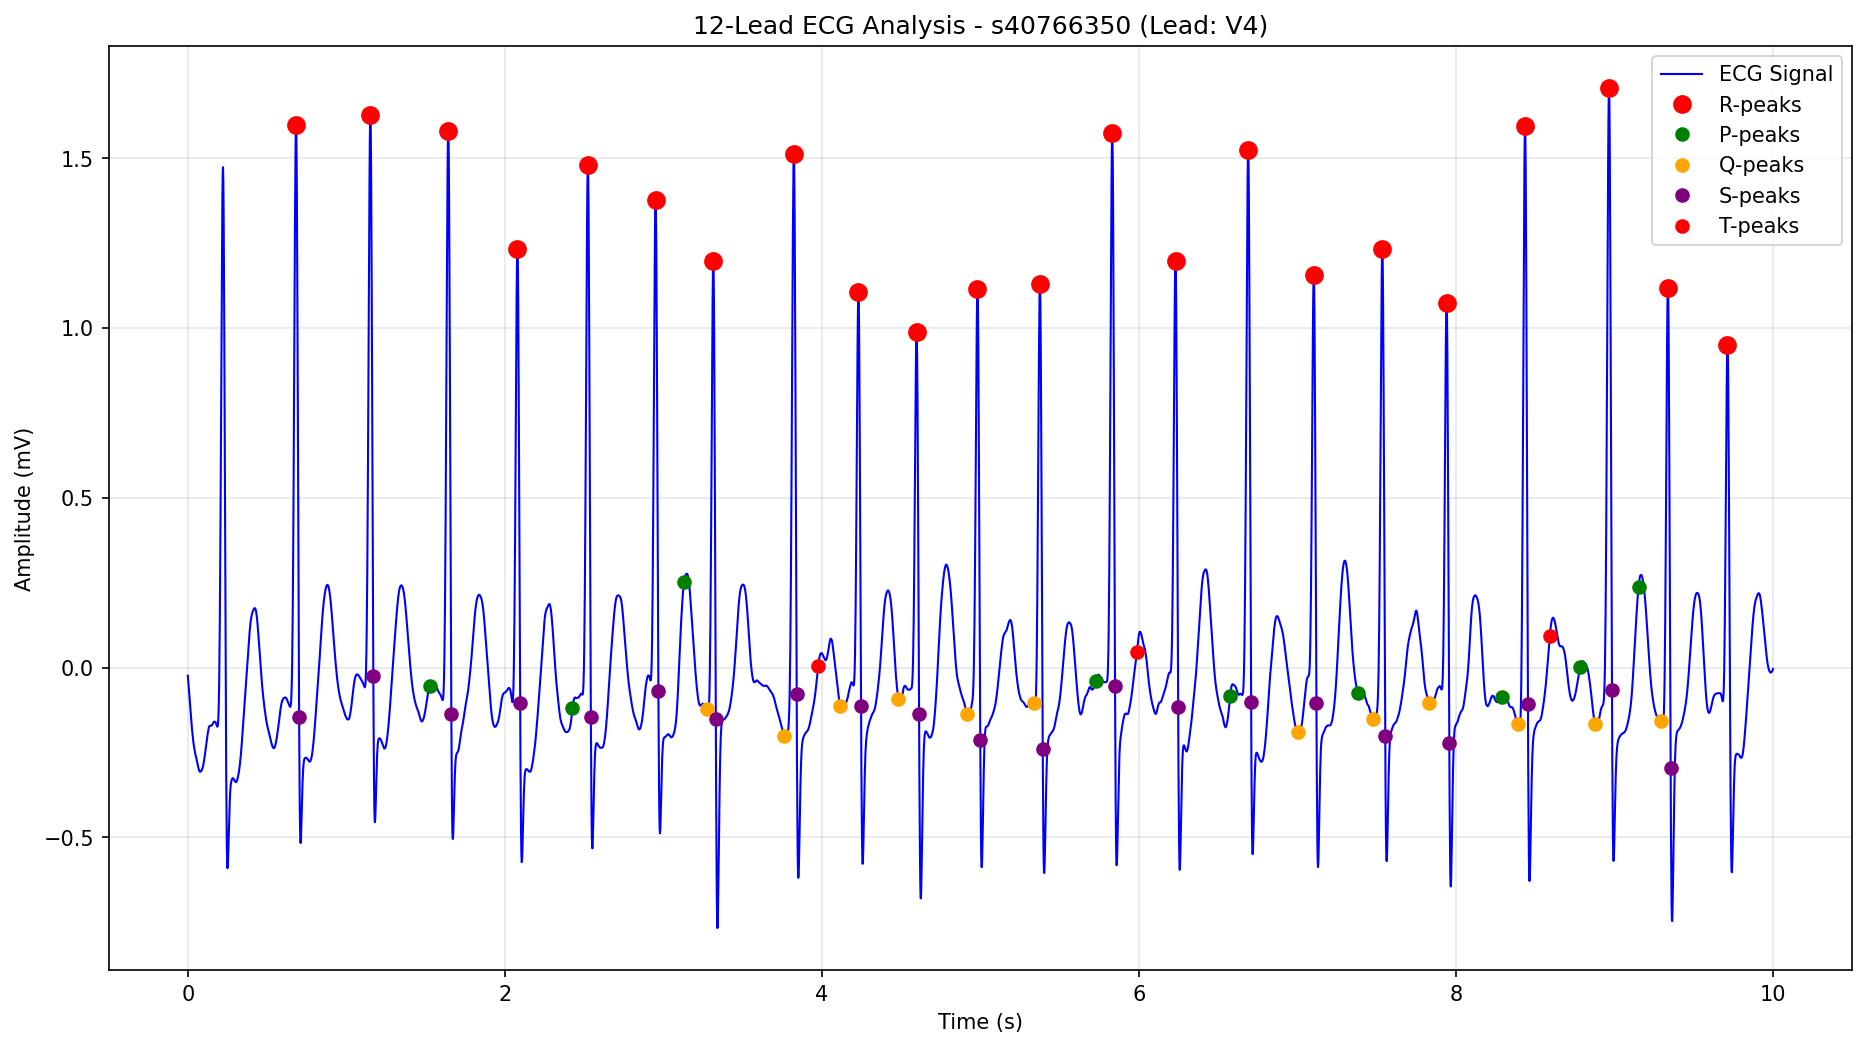 12-Lead ECG Analysis - s40766350 (Lead: V4)
ECG Signal
R-peaks
P-peaks
Q-peaks
S-peaks
T-peaks
Amplitude (mV)
1.5
1.0
0.5
0.0
−0.5
0 2 4 6 8 10
Time (s)